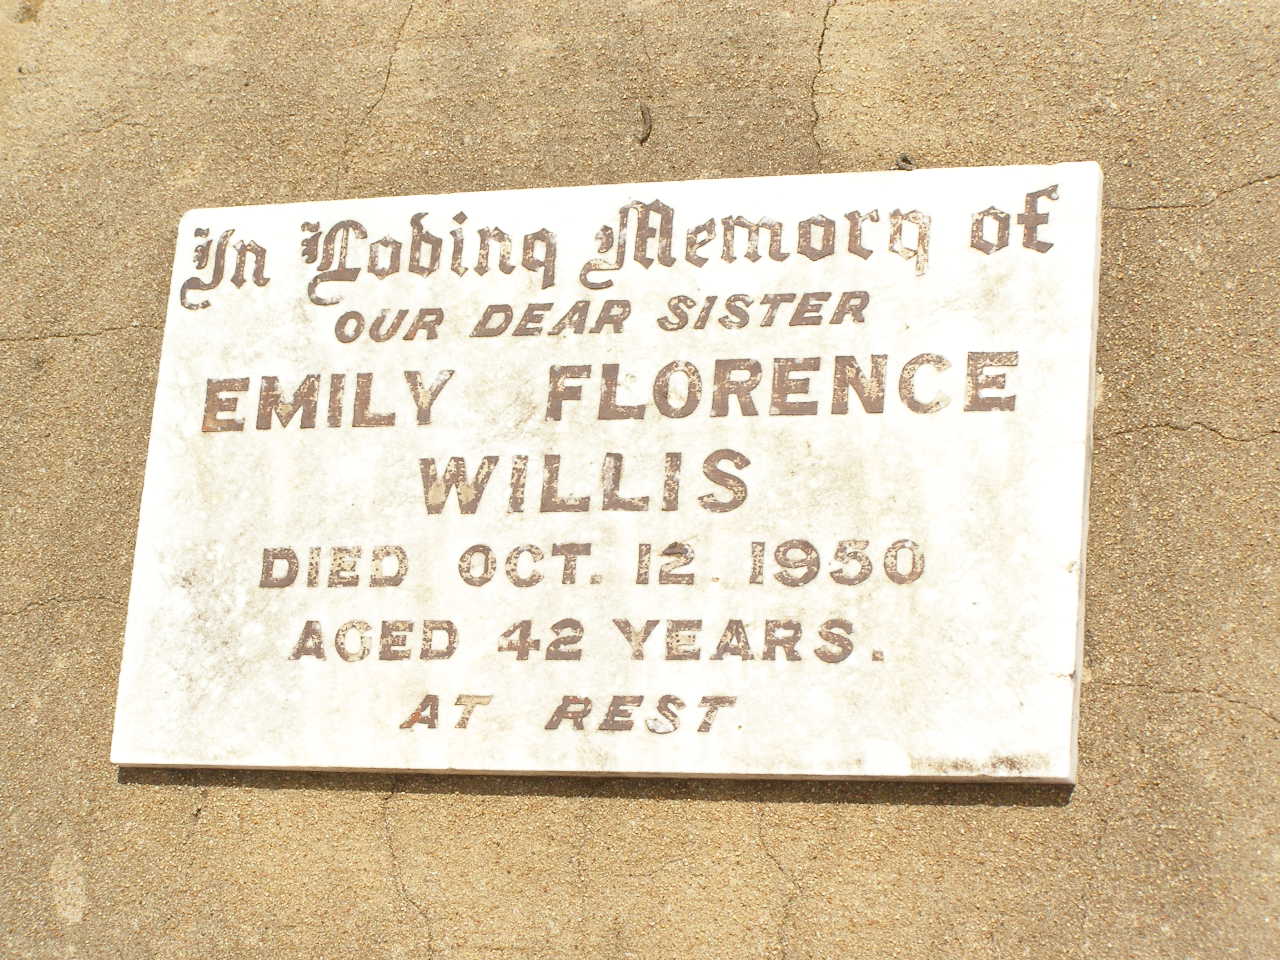 In Loving Memory of
OUR DEAR SISTER
EMILY FLORENCE
WILLIS
DIED OCT. 12. 1950
AGED 42 YEARS.
AT REST